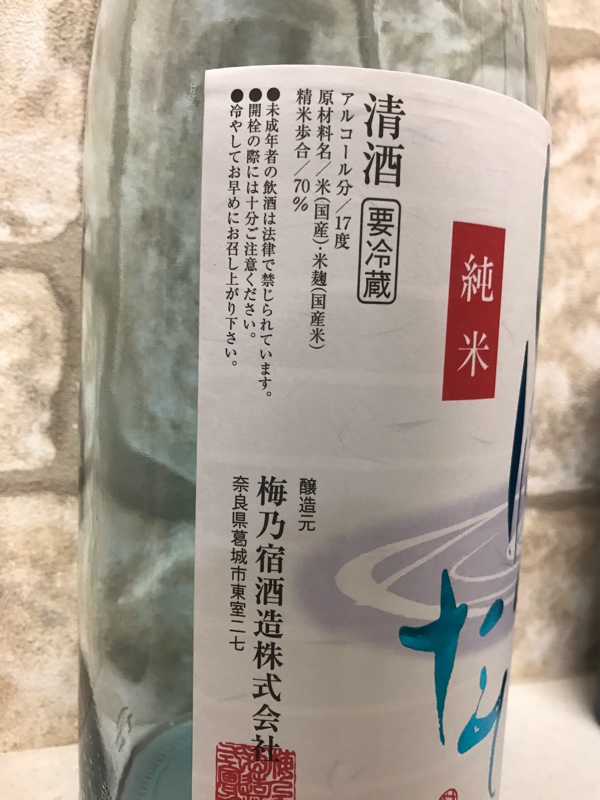 純米
清酒
要冷蔵
アルコール分／17度
原材料名／米(国産)・米麹(国産米)
精米歩合／70%
●未成年者の飲酒は法律で禁じられています。
●開栓の際には十分ご注意ください。
●冷やしてお早めにお召し上がり下さい。
醸造元
梅乃宿酒造株式会社
奈良県葛城市東室二七